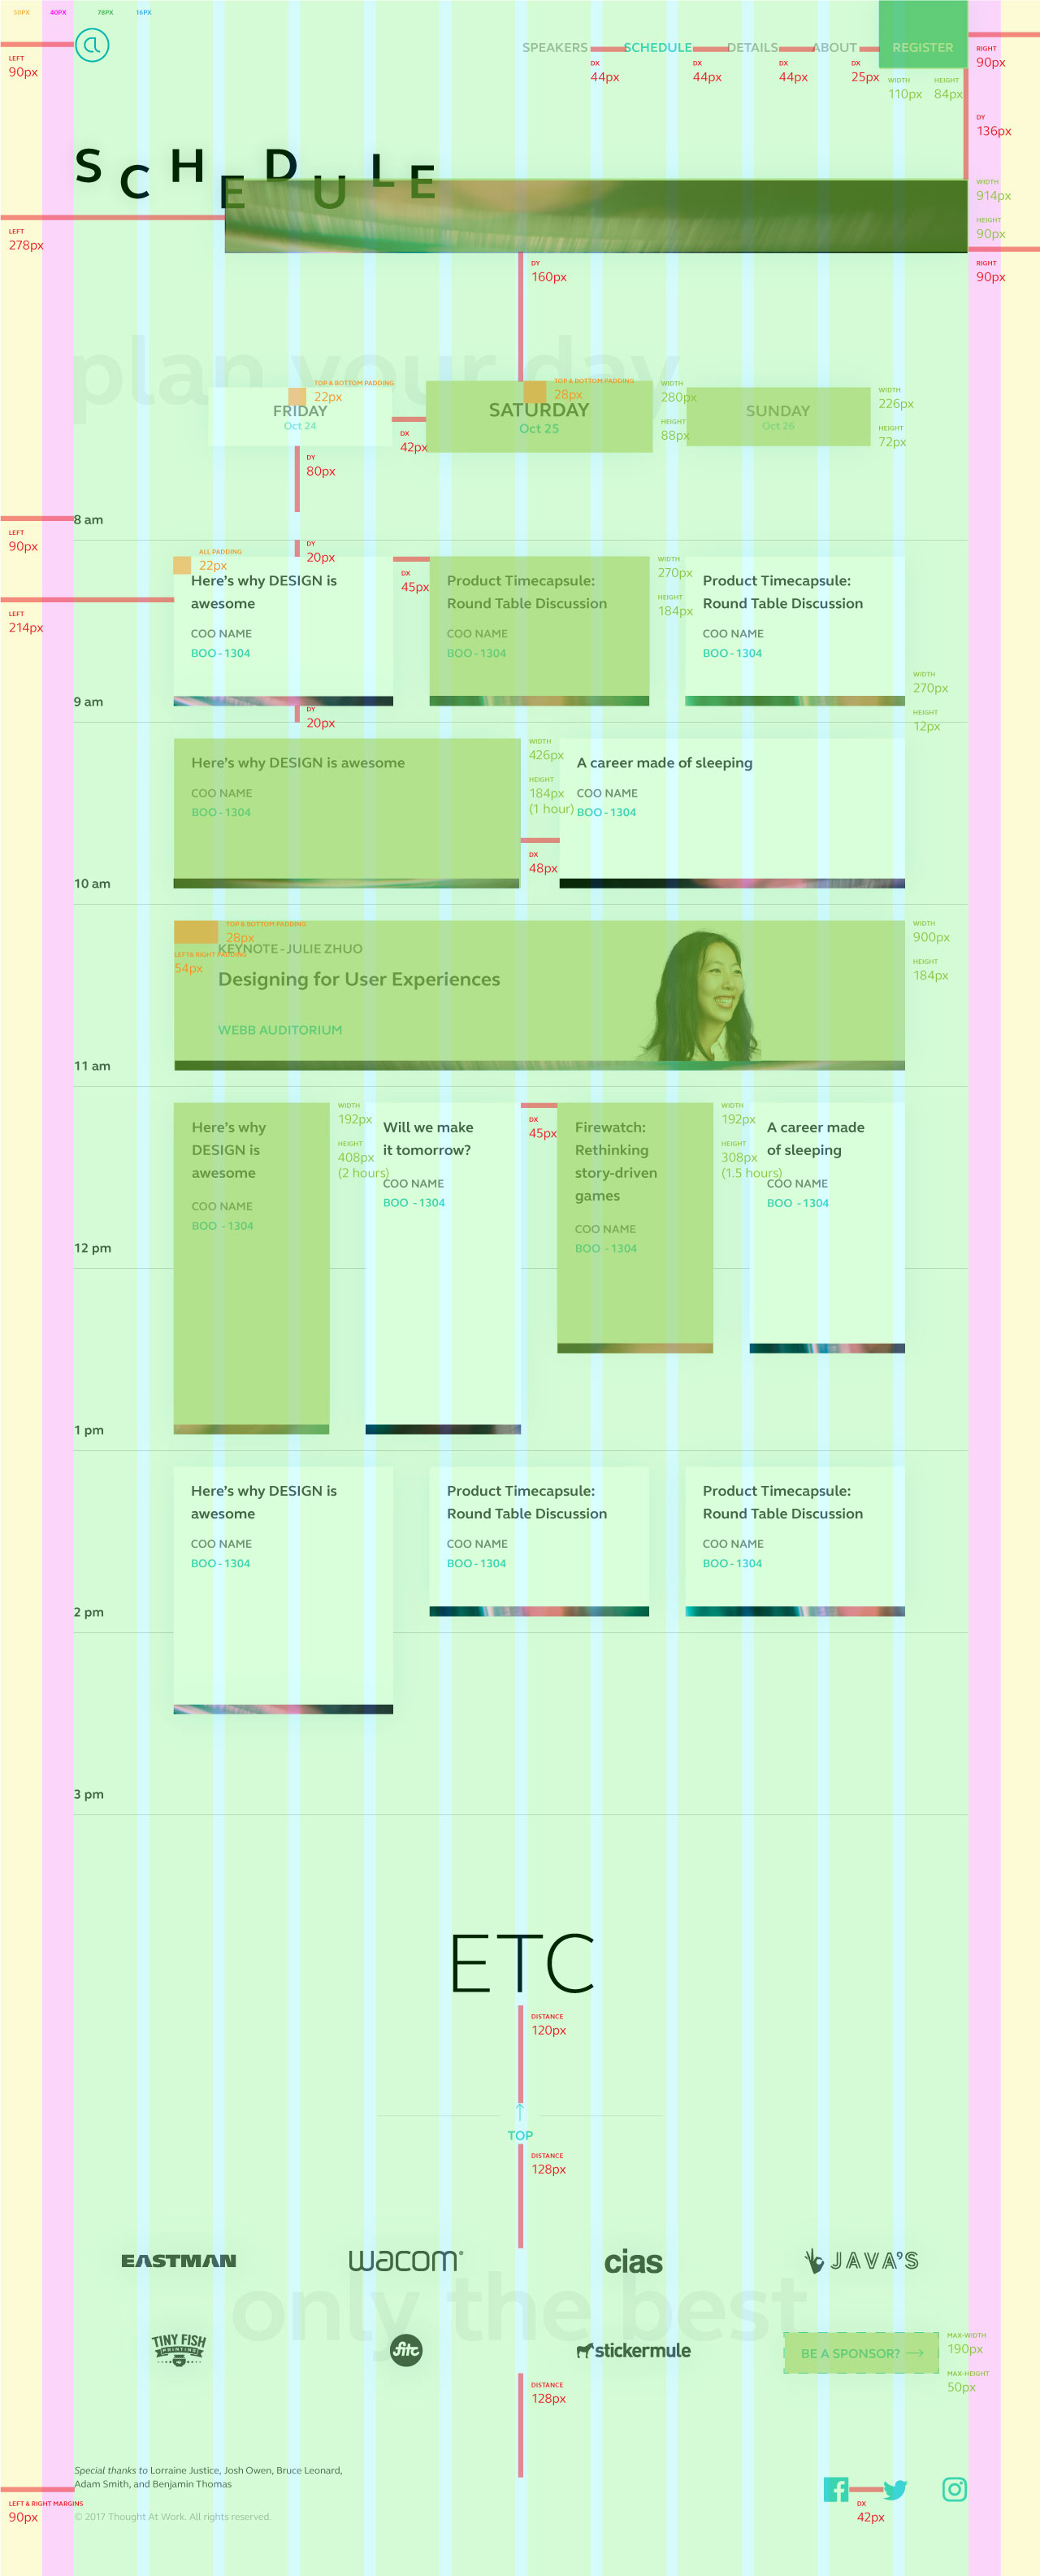 50PX 40PX 78PX 16PX
a
SPEAKERS SCHEDULE DETAILS ABOUT REGISTER
LEFT
90px
DX
44px
DX
44px
DX
44px
DX
25px
WIDTH
110px
HEIGHT
84px
RIGHT
90px
DY
136px
SCHEDULE
WIDTH
914px
HEIGHT
90px
LEFT
278px
DY
160px
RIGHT
90px
plan your day
TOP & BOTTOM PADDING
22px
FRIDAY
Oct 24
DX
42px
TOP & BOTTOM PADDING
28px
SATURDAY
Oct 25
WIDTH
280px
HEIGHT
88px
SUNDAY
Oct 26
WIDTH
226px
HEIGHT
72px
DY
80px
8 am
LEFT
90px
DY
20px
ALL PADDING
22px
Here's why DESIGN is
awesome
COO NAME
BOO - 1304
DX
45px
Product Timecapsule:
Round Table Discussion
COO NAME
BOO - 1304
WIDTH
270px
HEIGHT
184px
Product Timecapsule:
Round Table Discussion
COO NAME
BOO - 1304
LEFT
214px
WIDTH
270px
HEIGHT
12px
9 am
DY
20px
Here's why DESIGN is awesome
COO NAME
BOO - 1304
WIDTH
426px
HEIGHT
184px
(1 hour)
DX
48px
A career made of sleeping
COO NAME
BOO - 1304
10 am
TOP & BOTTOM PADDING
28px
LEFT & RIGHT PADDING
54px
KEYNOTE - JULIE ZHUO
Designing for User Experiences
WEBB AUDITORIUM
WIDTH
900px
HEIGHT
184px
11 am
Here's why
DESIGN is
awesome
COO NAME
BOO - 1304
WIDTH
192px
HEIGHT
408px
(2 hours)
Will we make
it tomorrow?
COO NAME
BOO - 1304
DX
45px
Firewatch:
Rethinking
story-driven
games
COO NAME
BOO - 1304
WIDTH
192px
HEIGHT
308px
(1.5 hours)
A career made
of sleeping
COO NAME
BOO - 1304
12 pm
1 pm
Here's why DESIGN is
awesome
COO NAME
BOO - 1304
Product Timecapsule:
Round Table Discussion
COO NAME
BOO - 1304
Product Timecapsule:
Round Table Discussion
COO NAME
BOO - 1304
2 pm
3 pm
ETC
DISTANCE
120px
TOP
DISTANCE
128px
EASTMAN wacom cias JAVA'S
only the best
TINY FISH
PRINTING
fitc
stickermule
BE A SPONSOR? →
MAX-WIDTH
190px
MAX-HEIGHT
50px
DISTANCE
128px
Special thanks to Lorraine Justice, Josh Owen, Bruce Leonard,
Adam Smith, and Benjamin Thomas
LEFT & RIGHT MARGINS
90px
© 2017 Thought At Work. All rights reserved.
DX
42px